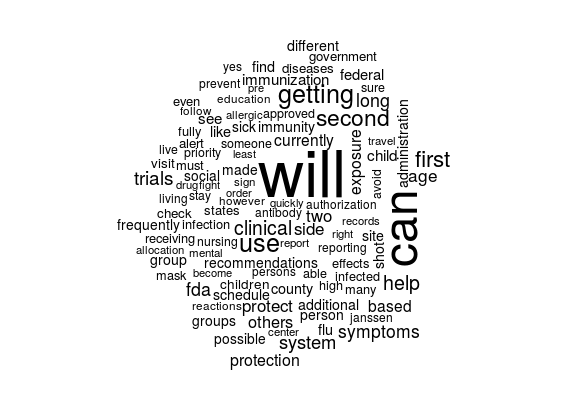 different
government
yes find diseases
prevent immunization federal
pre sure
even education getting long
follow see allergic approved second
fully like sick immunity
alert someone currently exposure travel administration
live priority least child first
visit must social made will avoid age
trials drug fight sign
living stay order quickly authorization
check states however antibody two can
frequently infection clinical side records
receiving nursing use report right site
allocation mental reporting shote
group recommendations effects
mask become persons able infected
fda children county high many help
schedule
reactions protect additional based
groups others person janssen
center flu symptoms
possible system
protection